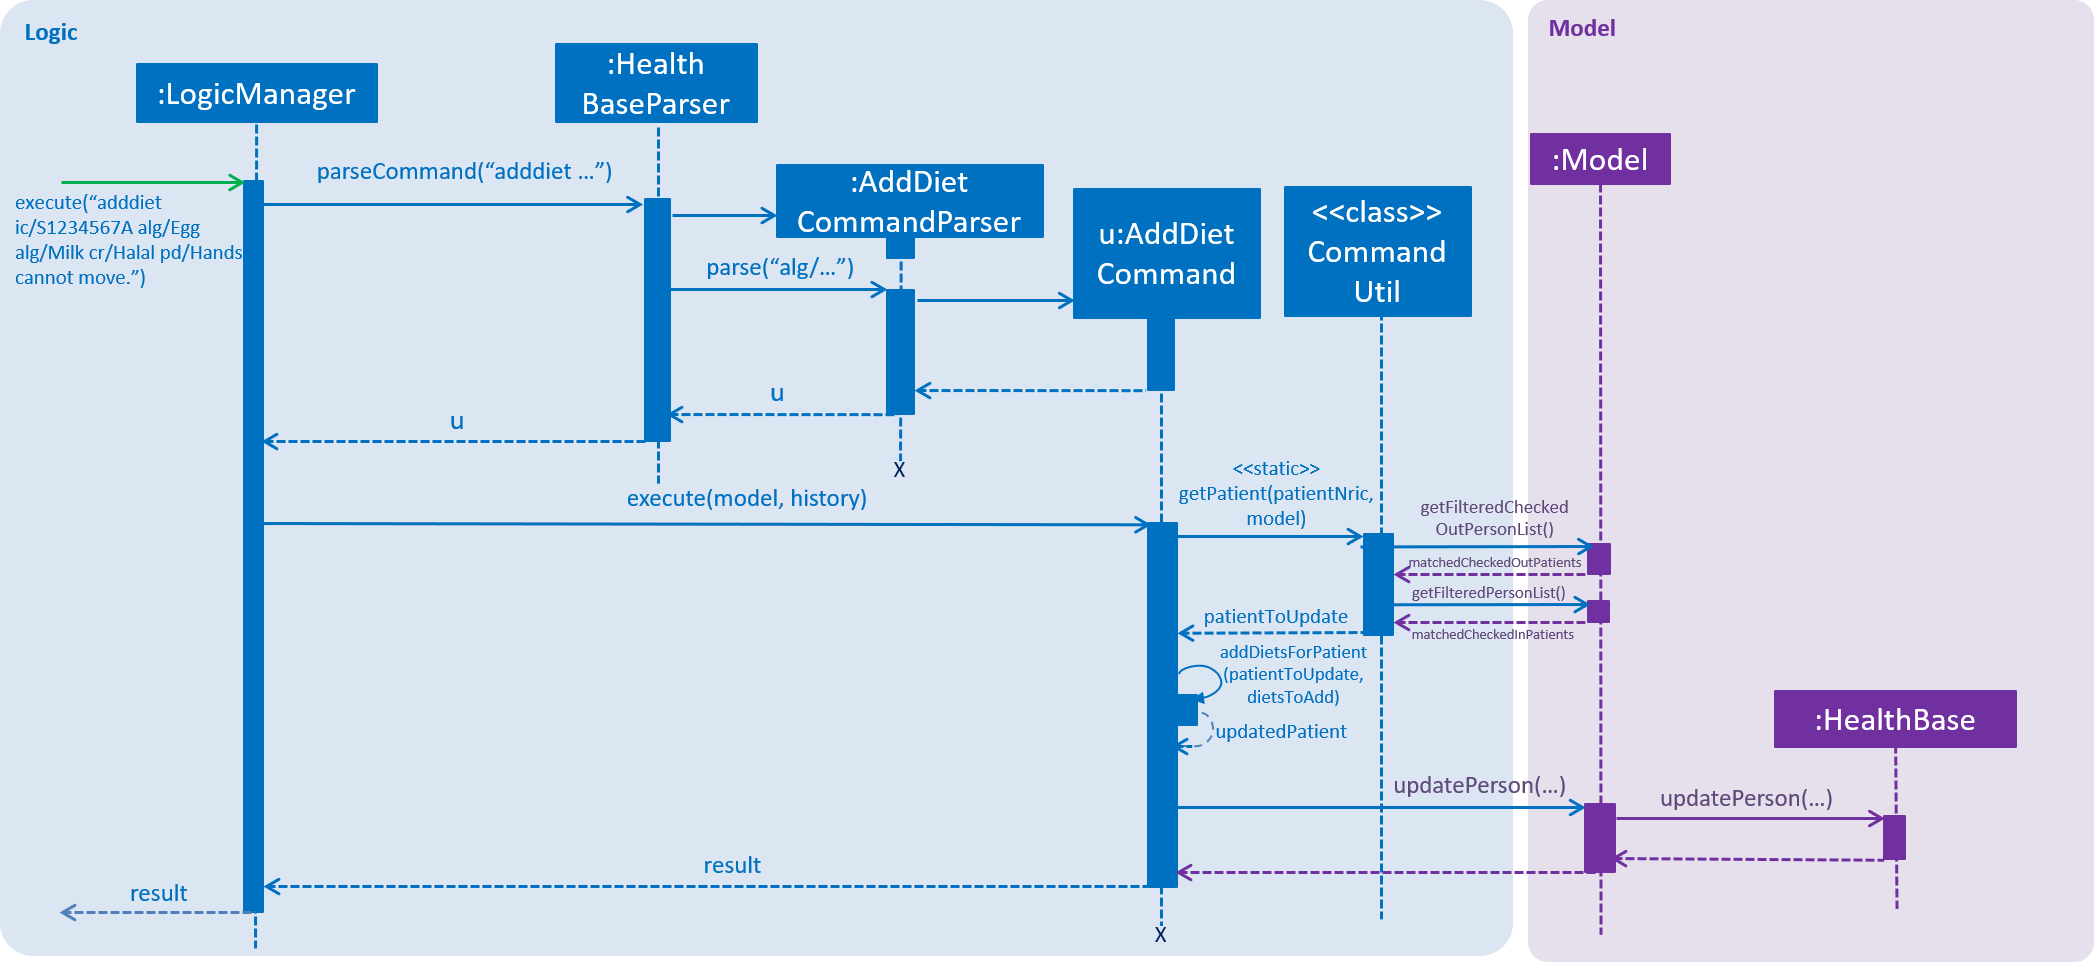 Logic
Model
:Health
BaseParser
:LogicManager
:Model
parseCommand(“adddiet …”)
:AddDiet
CommandParser
execute(“adddiet
ic/S1234567A alg/Egg
alg/Milk cr/Halal pd/Hands
cannot move.”)
u:AddDiet
Command
<<class>>
Command
Util
parse(“alg/…”)
u
u
X
execute(model, history)
<<static>>
getPatient(patientNric,
model)
getFilteredChecked
OutPersonList()
matchedCheckedOutPatients
getFilteredPersonList()
matchedCheckedInPatients
patientToUpdate
addDietsForPatient
(patientToUpdate,
dietsToAdd)
updatedPatient
:HealthBase
updatePerson(…)
updatePerson(…)
result
result
X